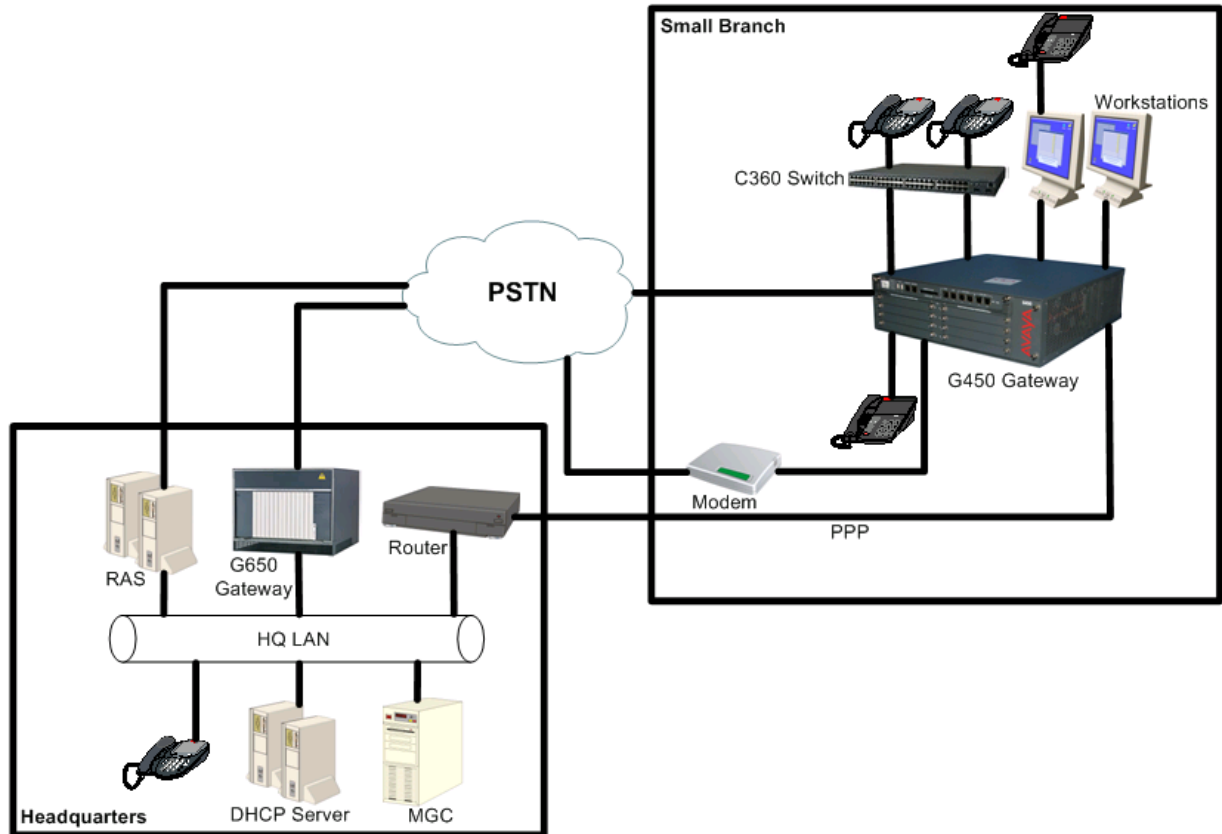 Small Branch
Workstations
C360 Switch
PSTN
AVAYA
G450 Gateway
Modem
PPP
RAS
G650
Gateway
Router
HQ LAN
DHCP Server
MGC
Headquarters